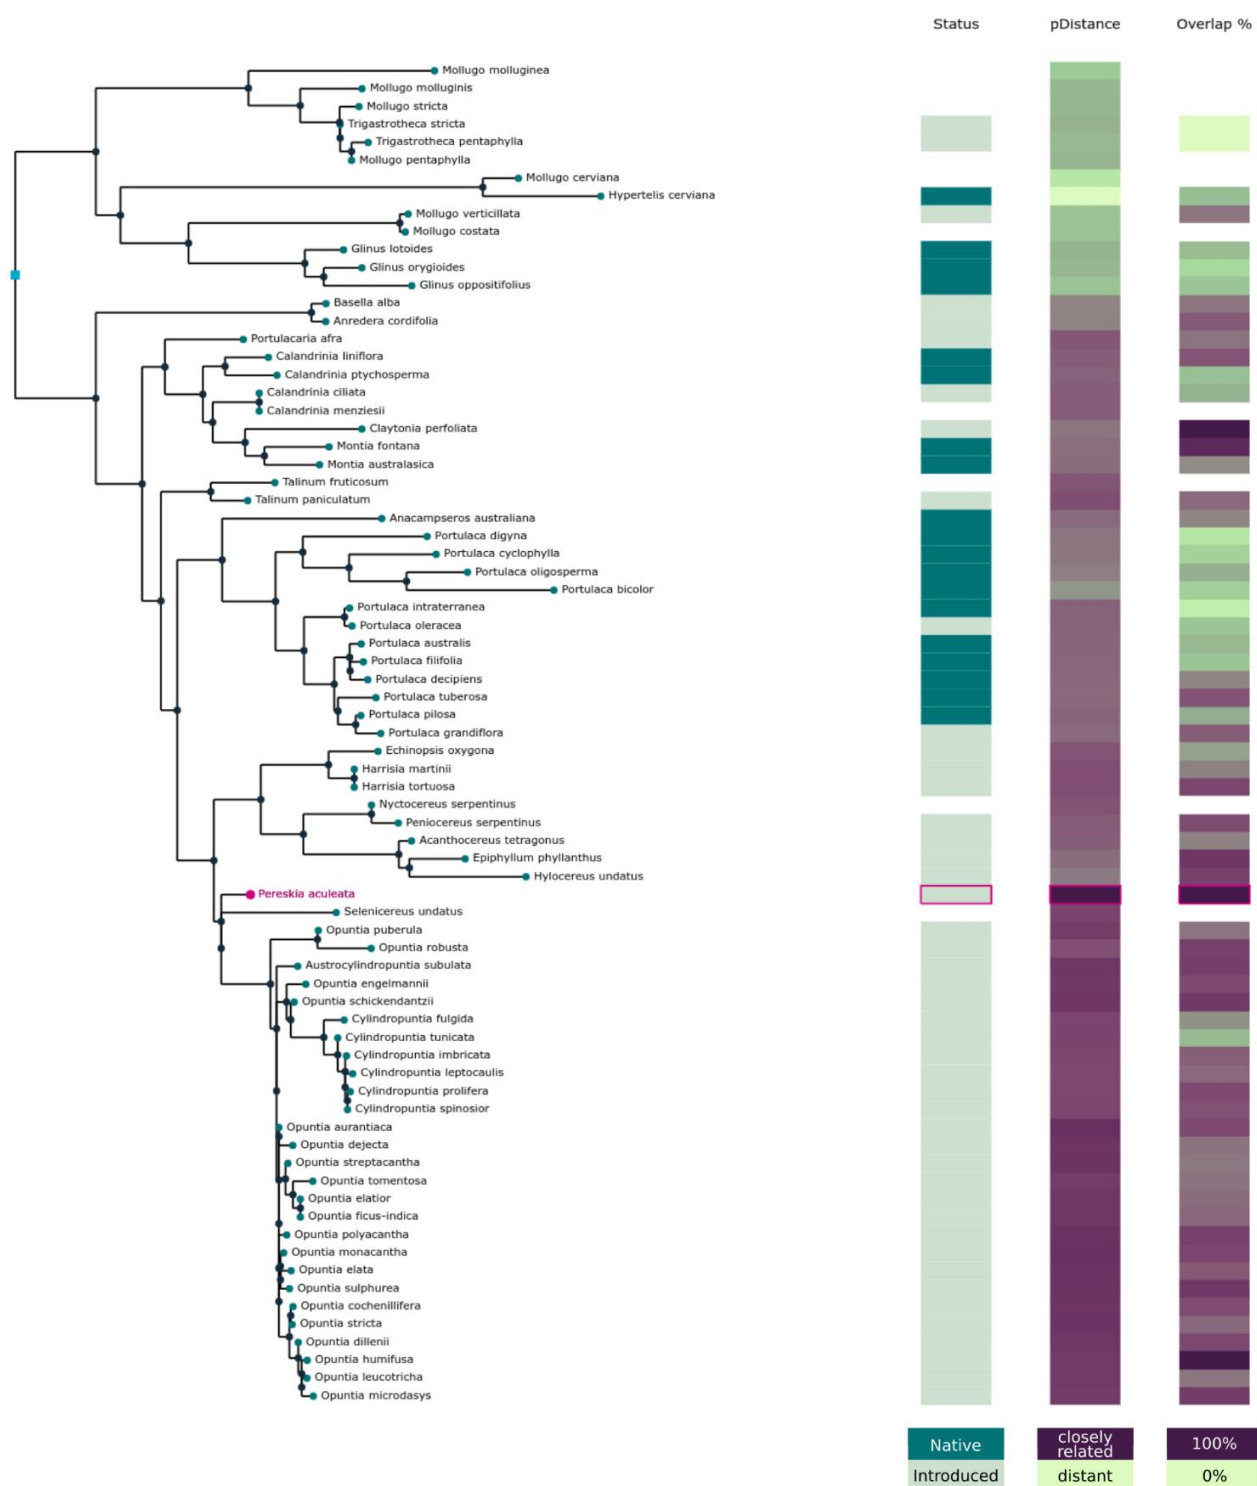 Status pDistance Overlap %
Mollugo molluginea
Mollugo molluginis
Mollugo stricta
Trigastrotheca stricta
Trigastrotheca pentaphylla
Mollugo pentaphylla
Mollugo cerviana
Hypertelis cerviana
Mollugo verticillata
Mollugo costata
Glinus lotoides
Glinus orygioides
Glinus oppositifolius
Basella alba
Anredera cordifolia
Portulacaria afra
Calandrinia liniflora
Calandrinia ptychosperma
Calandrinia ciliata
Calandrinia menziesii
Claytonia perfoliata
Montia fontana
Montia australasica
Talinum fruticosum
Talinum paniculatum
Anacampseros australiana
Portulaca digyna
Portulaca cyclophylla
Portulaca oligosperma
Portulaca bicolor
Portulaca intraterranea
Portulaca oleracea
Portulaca australis
Portulaca filifolia
Portulaca decipiens
Portulaca tuberosa
Portulaca pilosa
Portulaca grandiflora
Echinopsis oxygona
Harrisia martinii
Harrisia tortuosa
Nyctocereus serpentinus
Peniocereus serpentinus
Acanthocereus tetragonus
Epiphyllum phyllanthus
Hylocereus undatus
Pereskia aculeata
Selenicereus undatus
Opuntia puberula
Opuntia robusta
Austrocylindropuntia subulata
Opuntia engelmannii
Opuntia schickendantzii
Cylindropuntia fulgida
Cylindropuntia tunicata
Cylindropuntia imbricata
Cylindropuntia leptocaulis
Cylindropuntia prolifera
Cylindropuntia spinosior
Opuntia aurantiaca
Opuntia dejecta
Opuntia streptacantha
Opuntia tomentosa
Opuntia elatior
Opuntia ficus-indica
Opuntia polyacantha
Opuntia monacantha
Opuntia elata
Opuntia sulphurea
Opuntia cochenillifera
Opuntia stricta
Opuntia dillenii
Opuntia humifusa
Opuntia leucotricha
Opuntia microdasys
Native closely related 100%
Introduced distant 0%